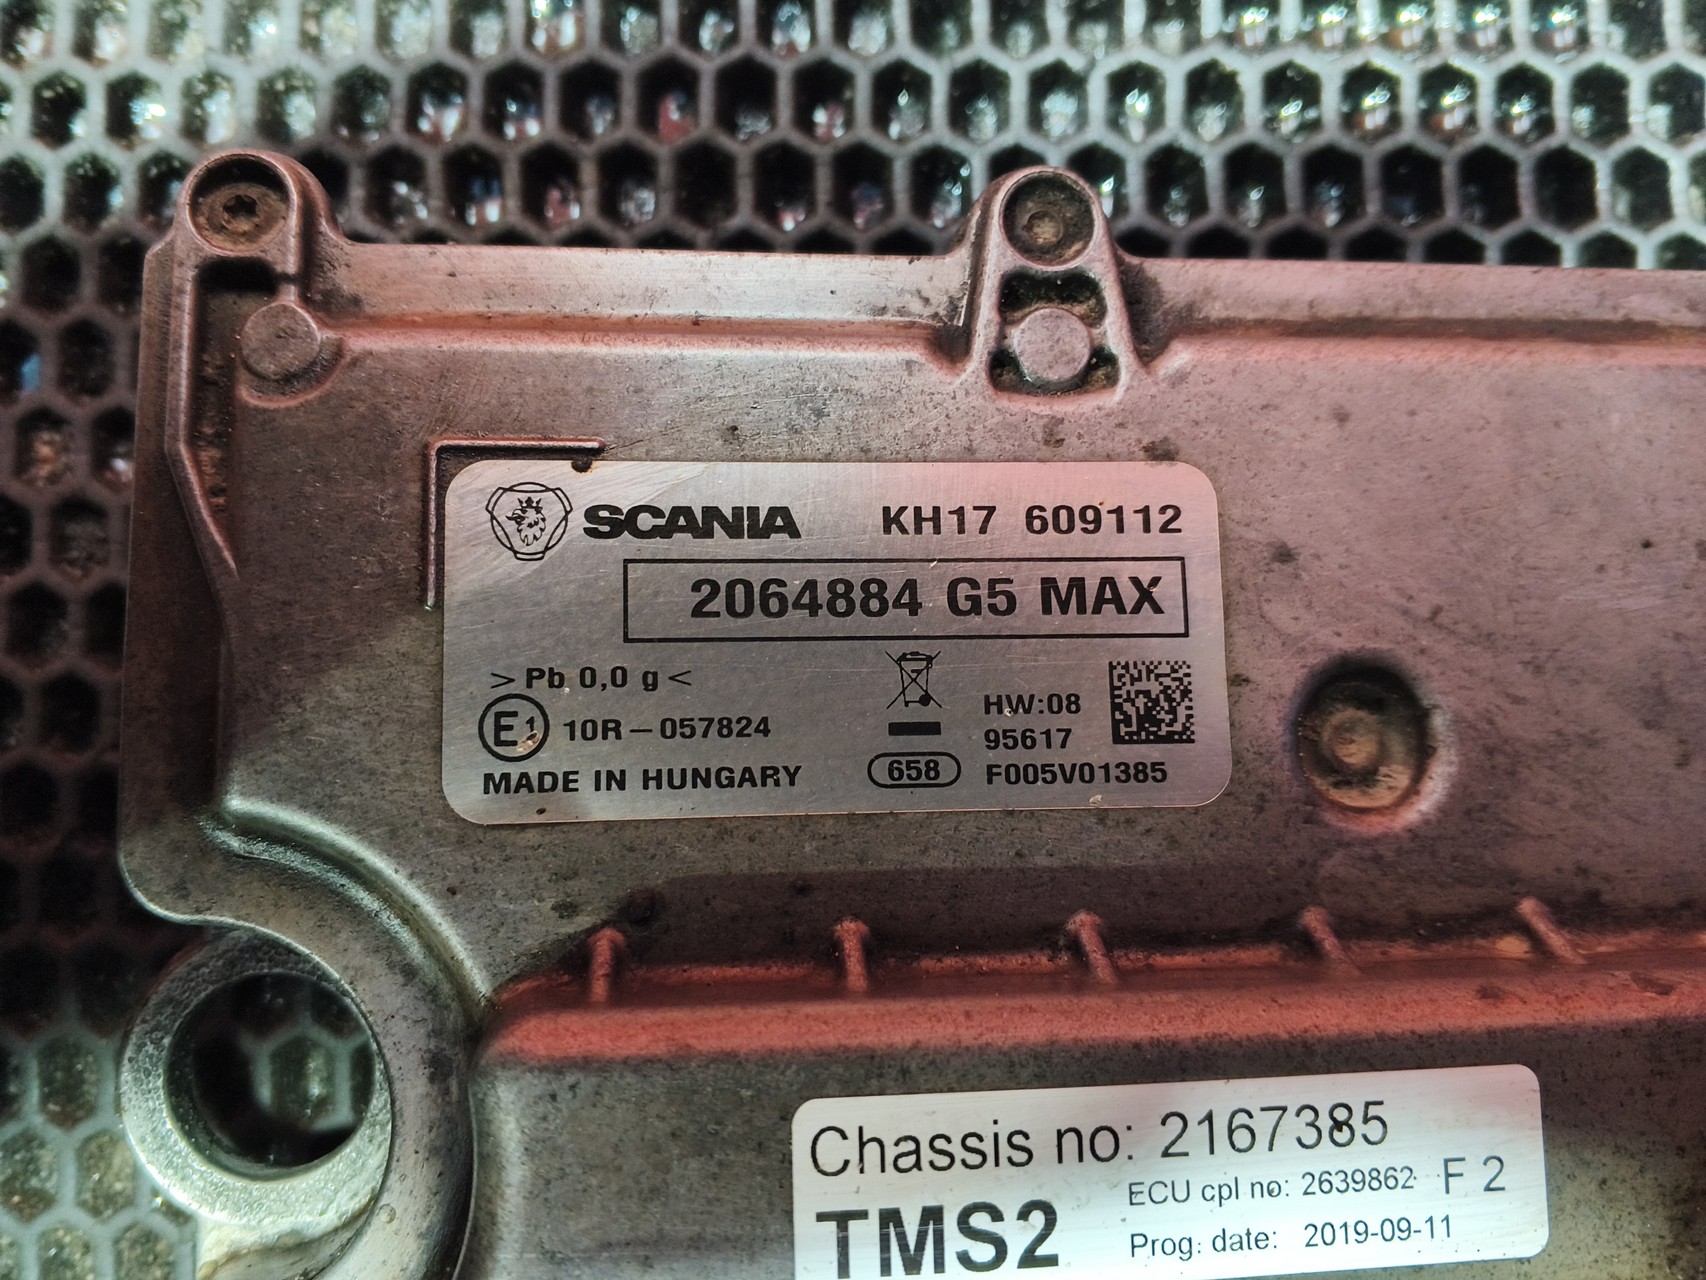 SCANIA KH17 609112
2064884 G5 MAX
>Pb 0,0 g<
E1 10R-057824
MADE IN HUNGARY
HW:08
95617
658 F005V01385
Chassis no: 2167385
ECU cpl no: 2639862 F 2
TMS2
Prog. date: 2019-09-11